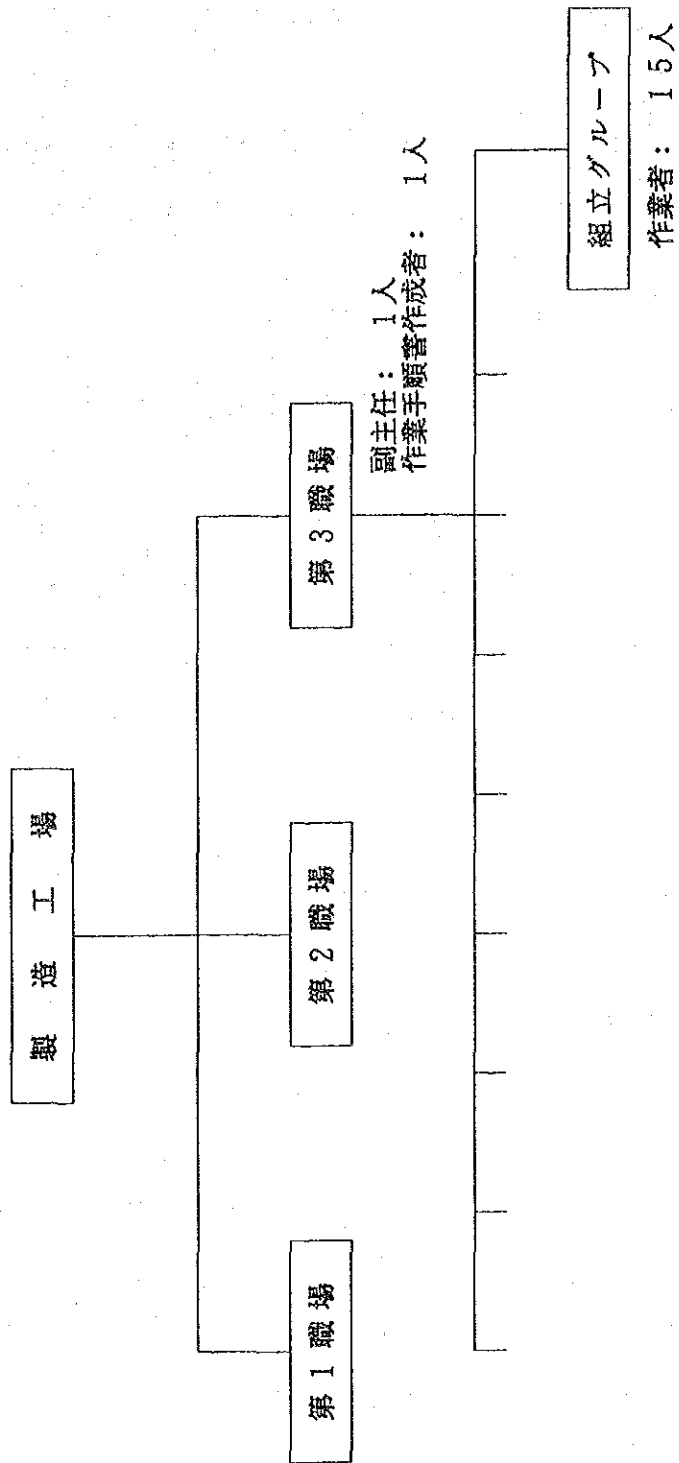 製造工場
第1職場
第2職場
第3職場
副主任： 1人
作業手順書作成者： 1人
組立グループ
作業者： 15人